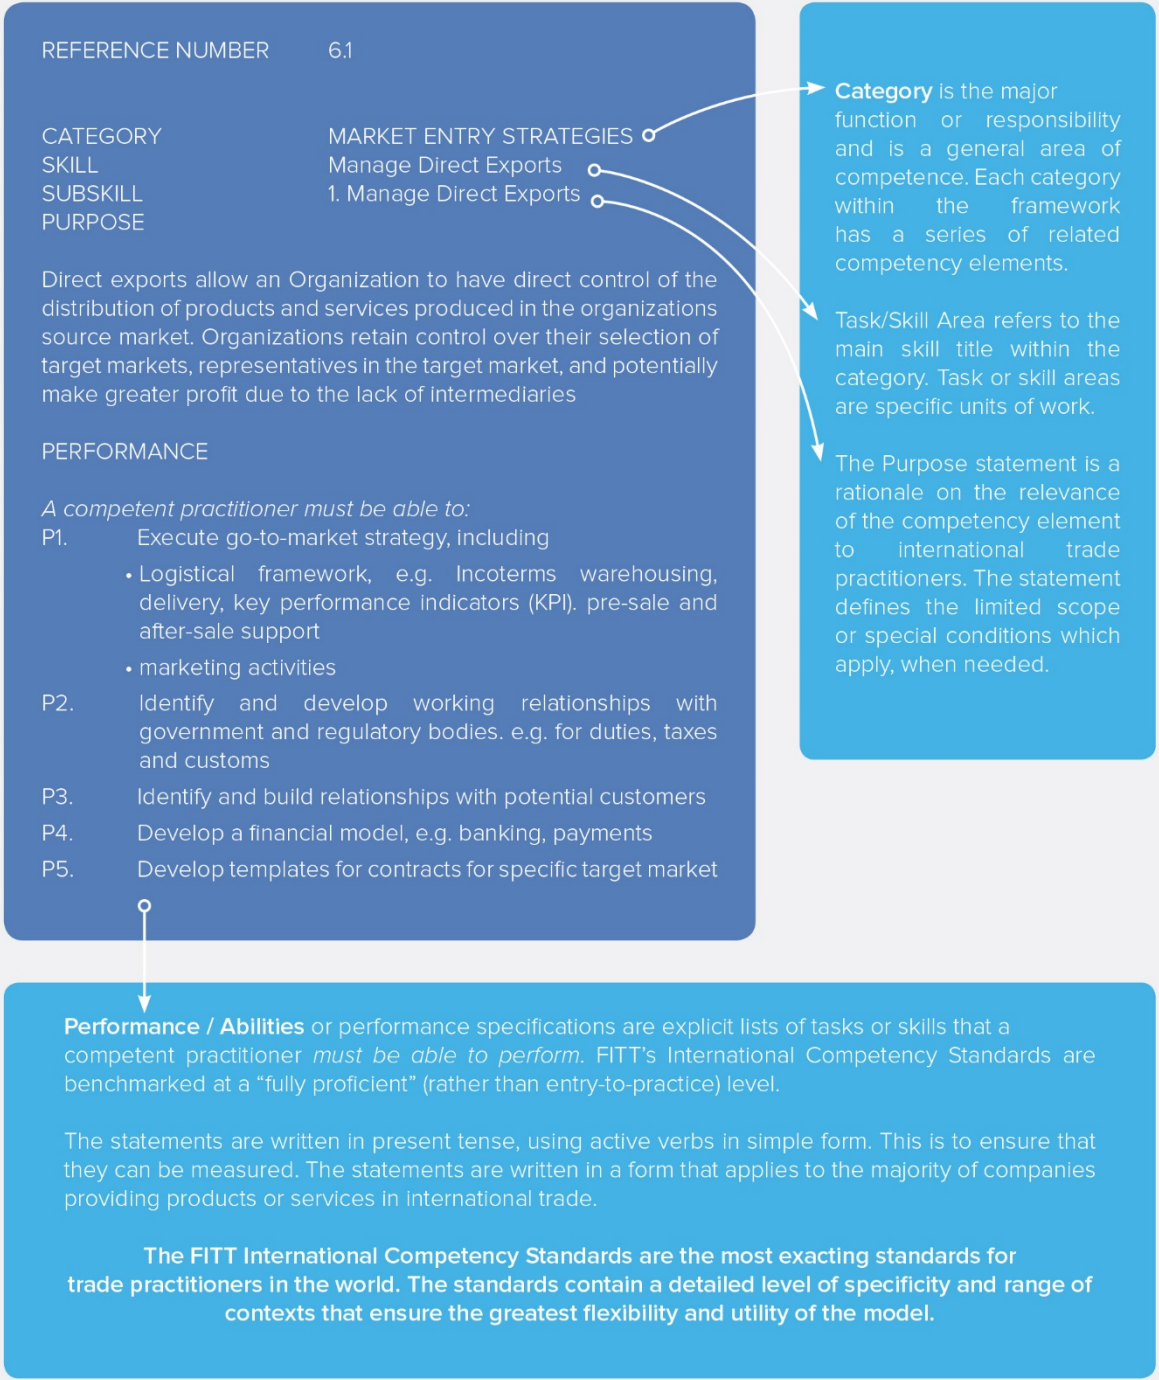 REFERENCE NUMBER 6.1
CATEGORY MARKET ENTRY STRATEGIES
SKILL Manage Direct Exports
SUBSKILL 1. Manage Direct Exports
PURPOSE
Direct exports allow an Organization to have direct control of the
distribution of products and services produced in the organizations
source market. Organizations retain control over their selection of
target markets, representatives in the target market, and potentially
make greater profit due to the lack of intermediaries
PERFORMANCE
A competent practitioner must be able to:
P1. Execute go-to-market strategy, including
• Logistical framework, e.g. Incoterms warehousing,
delivery, key performance indicators (KPI). pre-sale and
after-sale support
• marketing activities
P2. Identify and develop working relationships with
government and regulatory bodies. e.g. for duties, taxes
and customs
P3. Identify and build relationships with potential customers
P4. Develop a financial model, e.g. banking, payments
P5. Develop templates for contracts for specific target market
Category is the major
function or responsibility
and is a general area of
competence. Each category
within the framework
has a series of related
competency elements.
Task/Skill Area refers to the
main skill title within the
category. Task or skill areas
are specific units of work.
The Purpose statement is a
rationale on the relevance
of the competency element
to international trade
practitioners. The statement
defines the limited scope
or special conditions which
apply, when needed.
Performance / Abilities or performance specifications are explicit lists of tasks or skills that a
competent practitioner must be able to perform. FITT's International Competency Standards are
benchmarked at a “fully proficient” (rather than entry-to-practice) level.
The statements are written in present tense, using active verbs in simple form. This is to ensure that
they can be measured. The statements are written in a form that applies to the majority of companies
providing products or services in international trade.
The FITT International Competency Standards are the most exacting standards for
trade practitioners in the world. The standards contain a detailed level of specificity and range of
contexts that ensure the greatest flexibility and utility of the model.